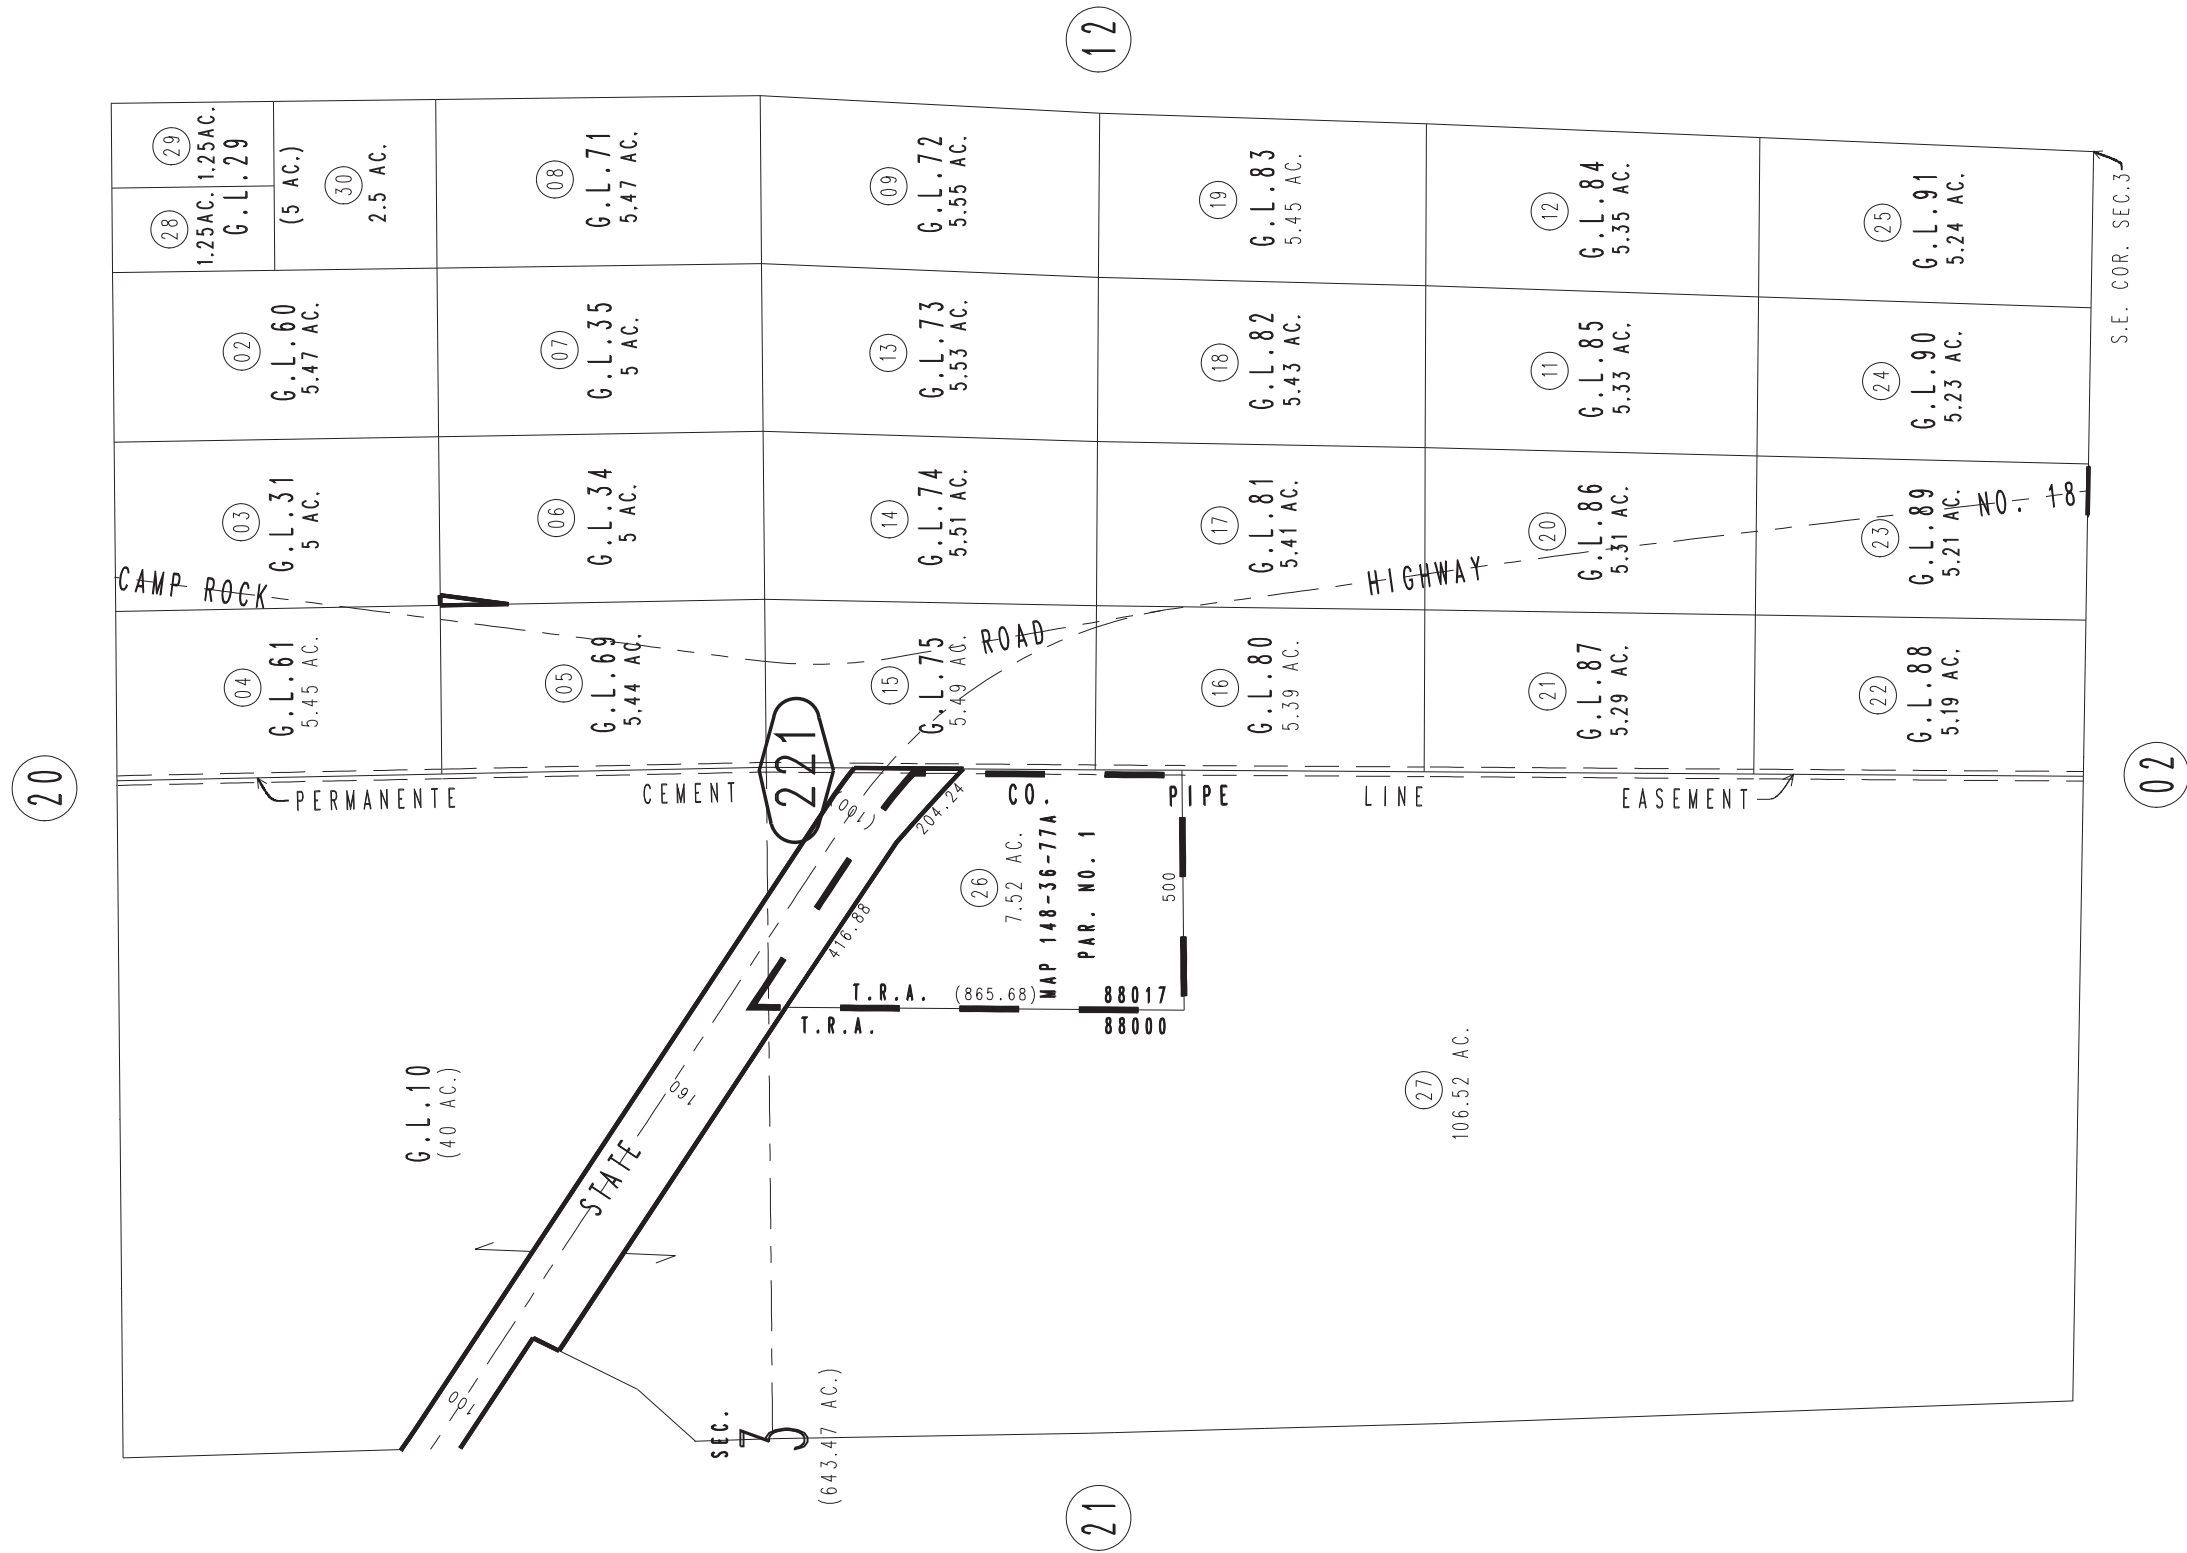 12
29
1.25AC.
28
1.25AC.
G.L.29
(5 AC.)
30
2.5 AC.
08
G.L.71
5.47 AC.
09
G.L.72
5.55 AC.
19
G.L.83
5.45 AC.
12
G.L.84
5.35 AC.
25
G.L.91
5.24 AC.
S.E. COR. SEC.3
02
G.L.60
5.47 AC.
07
G.L.35
5 AC.
13
G.L.73
5.53 AC.
18
G.L.82
5.43 AC.
11
G.L.85
5.33 AC.
24
G.L.90
5.23 AC.
03
G.L.31
5 AC.
06
G.L.34
5 AC.
14
G.L.74
5.51 AC.
17
G.L.81
5.41 AC.
20
G.L.86
5.31 AC.
23
G.L.89
5.21 AC.
CAMP ROCK ROAD
HIGHWAY NO. 18
04
G.L.61
5.45 AC.
05
G.L.69
5.44 AC.
15
G.L.75
5.49 AC.
16
G.L.80
5.39 AC.
21
G.L.87
5.29 AC.
22
G.L.88
5.19 AC.
20
221
02
PERMANENTE CEMENT CO. PIPE LINE EASEMENT
(100)
204.24
416.88
26
7.52 AC.
MAP 148-36-77A
PAR. NO. 1
500
T.R.A. (865.68) 88017
T.R.A. 88000
G.L.10
(40 AC.)
160
STATE
100
27
106.52 AC.
SEC.
3
(643.47 AC.)
21